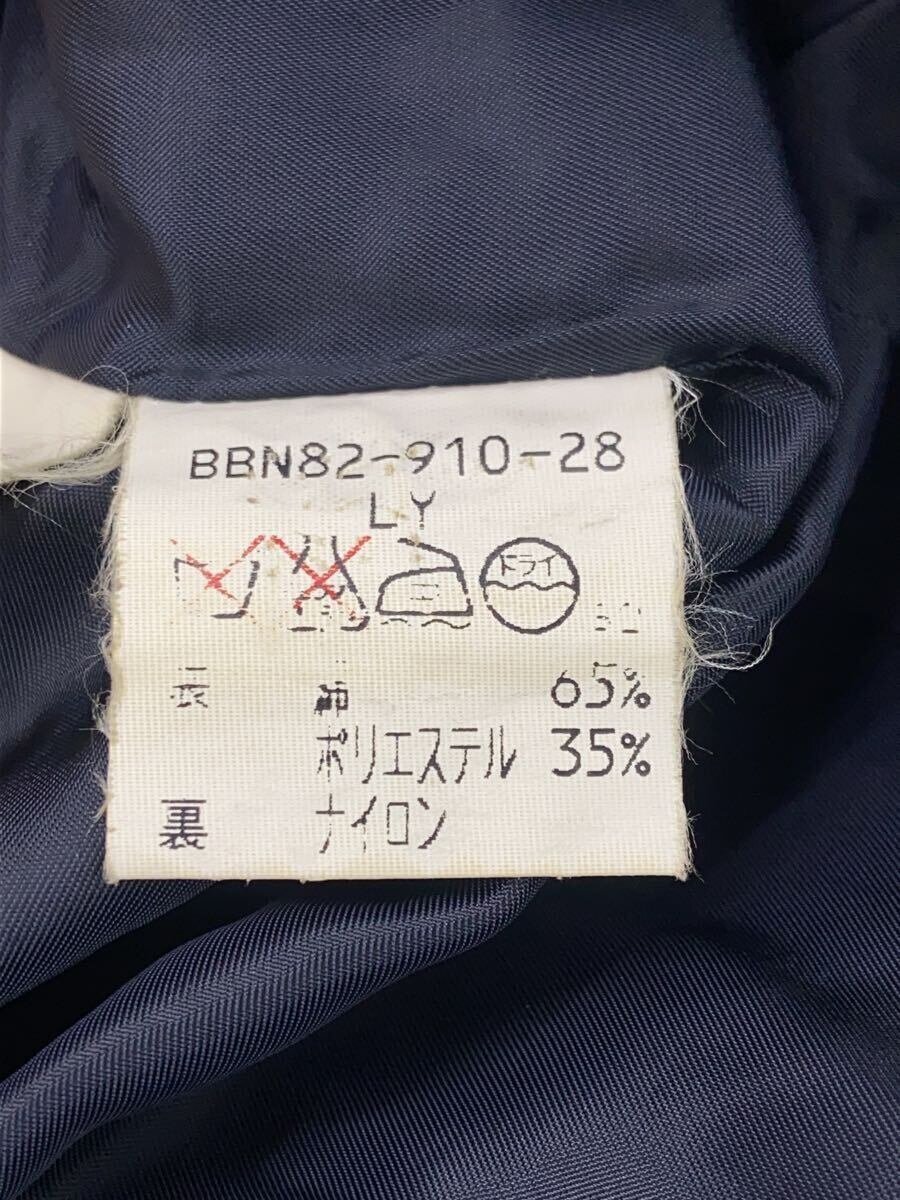 BBN82-910-28
LY
ドライ
表 綿 65%
ポリエステル 35%
裏 ナイロン